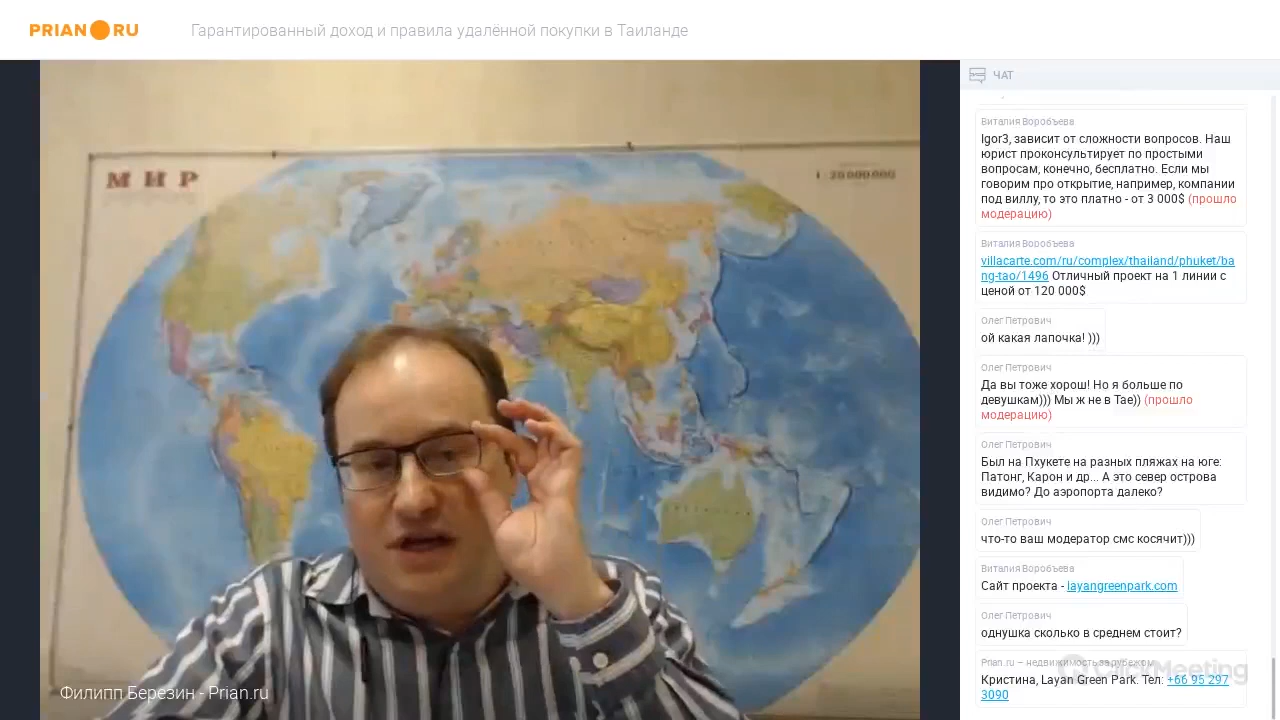 PRIAN RU
Гарантированный доход и правила удалённой покупки в Таиланде
МИР
1:25 000 000
Филипп Березин - Prian.ru
ЧАТ
Виталия Воробьева
Igor3, зависит от сложности вопросов. Наш
юрист проконсультирует по простыми
вопросам, конечно, бесплатно. Если мы
говорим про открытие, например, компании
под виллу, то это платно - от 3 000$ (прошло
модерацию)
Виталия Воробьева
villacarte.com/ru/complex/thailand/phuket/ba
ng-tao/1496 Отличный проект на 1 линии с
ценой от 120 000$
Олег Петрович
ой какая лапочка! )))
Олег Петрович
Да вы тоже хорош! Но я больше по
девушкам))) Мы ж не в Тае)) (прошло
модерацию)
Олег Петрович
Был на Пхукете на разных пляжах на юге:
Патонг, Карон и др... А это север острова
видимо? До аэропорта далеко?
Олег Петрович
что-то ваш модератор смс косячит)))
Виталия Воробьева
Сайт проекта - layangreenpark.com
Олег Петрович
однушка сколько в среднем стоит?
Prian.ru – недвижимость за рубежом
ClickMeeting
Кристина, Layan Green Park. Тел: +66 95 297
3090